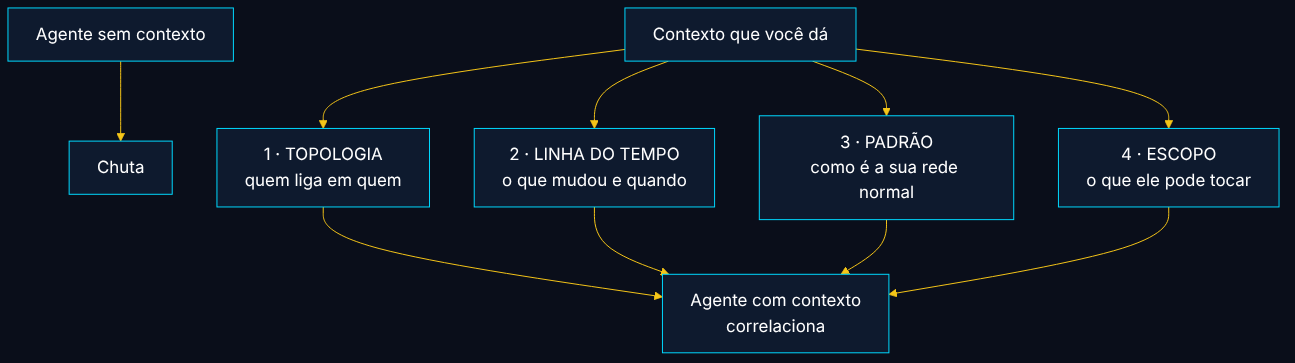 Agente sem contexto
Contexto que você dá
Chuta
1 · TOPOLOGIA
quem liga em quem
2 · LINHA DO TEMPO
o que mudou e quando
3 · PADRÃO
como é a sua rede
normal
4 · ESCOPO
o que ele pode tocar
Agente com contexto
correlaciona